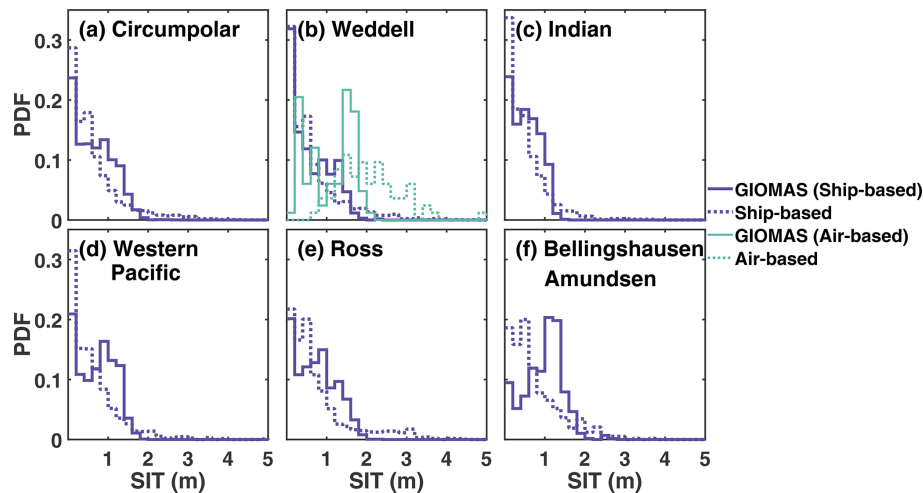 (a) Circumpolar
(b) Weddell
(c) Indian
0.3
0.2
0.1
0
PDF
GIOMAS (Ship-based)
Ship-based
GIOMAS (Air-based)
Air-based
(d) Western
Pacific
(e) Ross
(f) Bellingshausen
Amundsen
0.3
0.2
0.1
0
PDF
1 2 3 4 5
1 2 3 4 5
1 2 3 4 5
SIT (m)
SIT (m)
SIT (m)